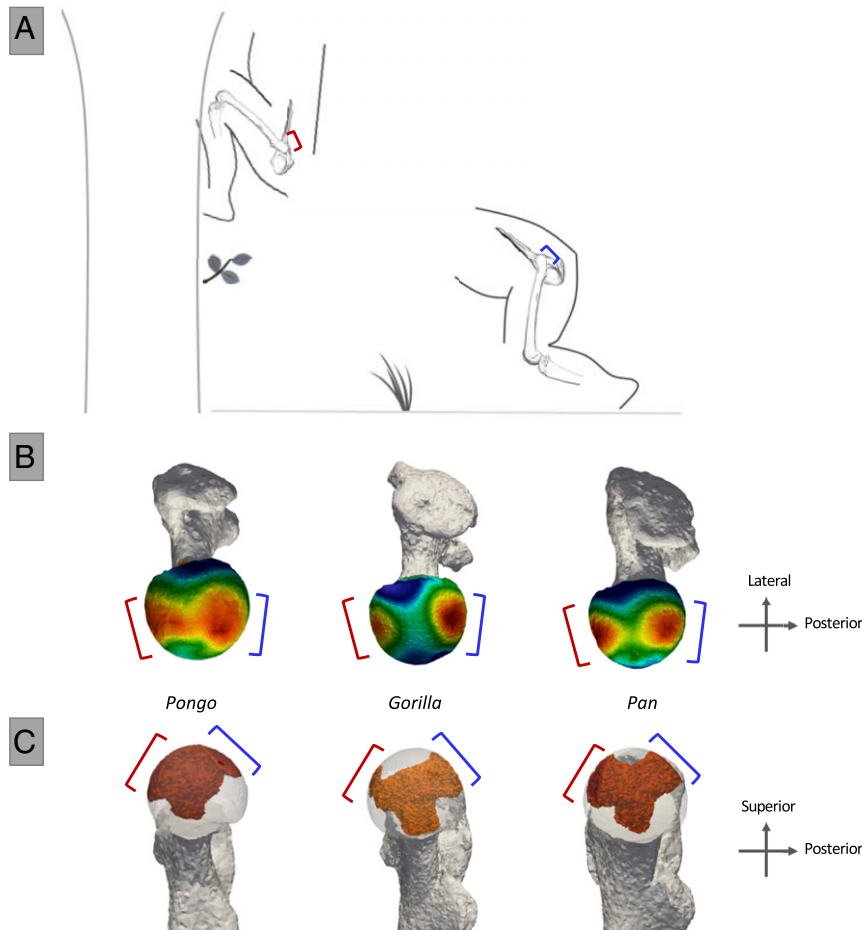 A
B
Lateral
Posterior
Pongo
Gorilla
Pan
C
Superior
Posterior